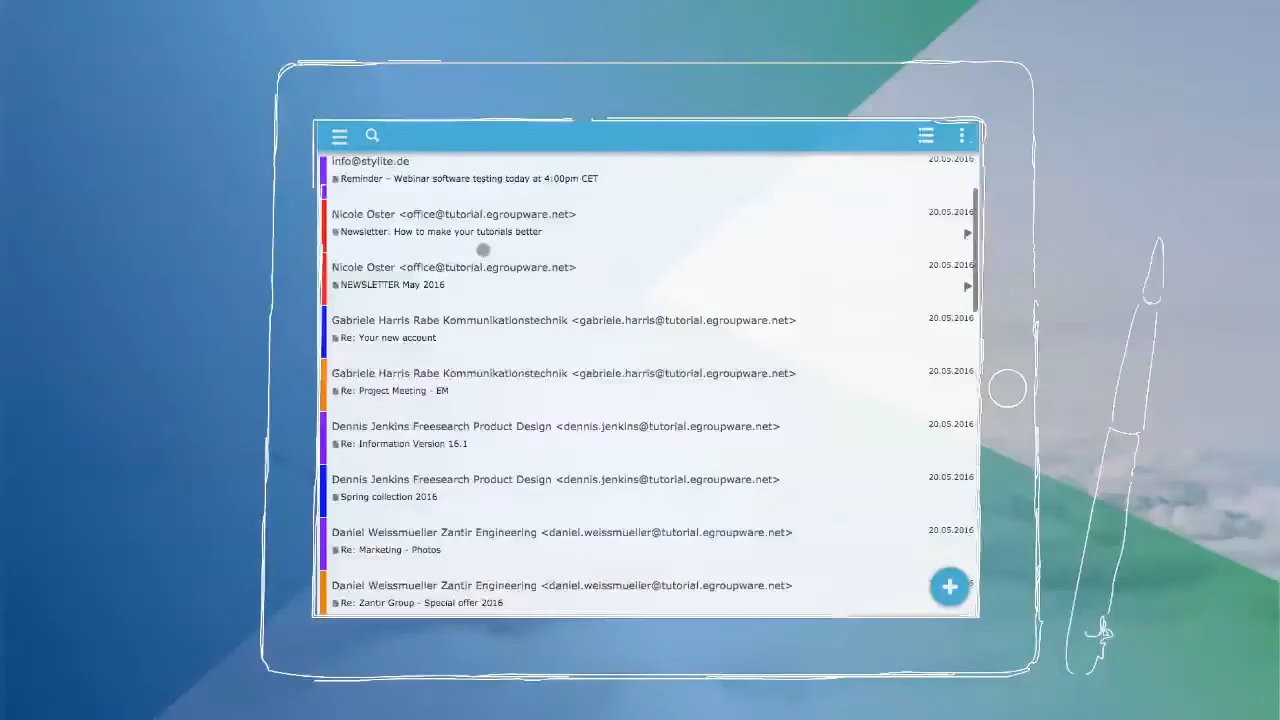 info@stylite.de
20.05.2016
Reminder – Webinar software testing today at 4:00pm CET
Nicole Oster <office@tutorial.egroupware.net>
20.05.2016
Newsletter: How to make your tutorials better
Nicole Oster <office@tutorial.egroupware.net>
20.05.2016
NEWSLETTER May 2016
Gabriele Harris Rabe Kommunikationstechnik <gabriele.harris@tutorial.egroupware.net>
20.05.2016
Re: Your new account
Gabriele Harris Rabe Kommunikationstechnik <gabriele.harris@tutorial.egroupware.net>
20.05.2016
Re: Project Meeting - EM
Dennis Jenkins Freesearch Product Design <dennis.jenkins@tutorial.egroupware.net>
20.05.2016
Re: Information Version 16.1
Dennis Jenkins Freesearch Product Design <dennis.jenkins@tutorial.egroupware.net>
20.05.2016
Spring collection 2016
Daniel Weissmueller Zantir Engineering <daniel.weissmueller@tutorial.egroupware.net>
20.05.2016
Re: Marketing - Photos
Daniel Weissmueller Zantir Engineering <daniel.weissmueller@tutorial.egroupware.net>
Re: Zantir Group - Special offer 2016